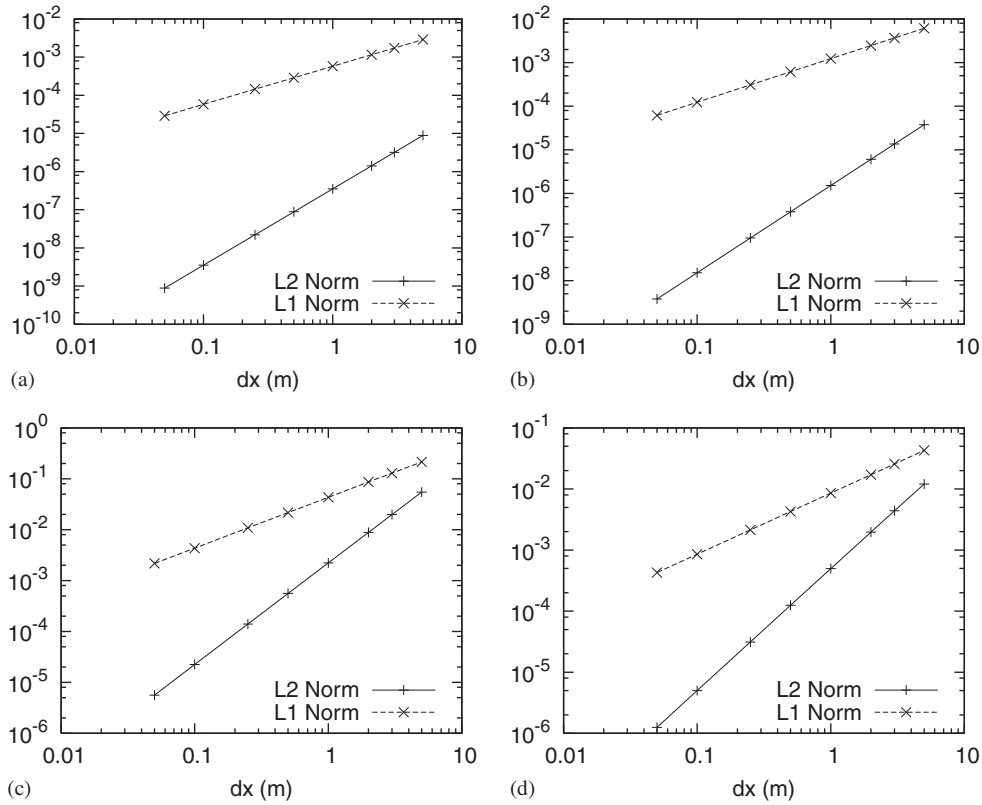 10^-2
10^-3
10^-4
10^-5
10^-6
10^-7
10^-8
10^-9
10^-10
L2 Norm
L1 Norm
0.01 0.1 1 10
(a) dx (m)
10^-2
10^-3
10^-4
10^-5
10^-6
10^-7
10^-8
10^-9
L2 Norm
L1 Norm
0.01 0.1 1 10
(b) dx (m)
10^0
10^-1
10^-2
10^-3
10^-4
10^-5
10^-6
L2 Norm
L1 Norm
0.01 0.1 1 10
(c) dx (m)
10^-1
10^-2
10^-3
10^-4
10^-5
10^-6
L2 Norm
L1 Norm
0.01 0.1 1 10
(d) dx (m)